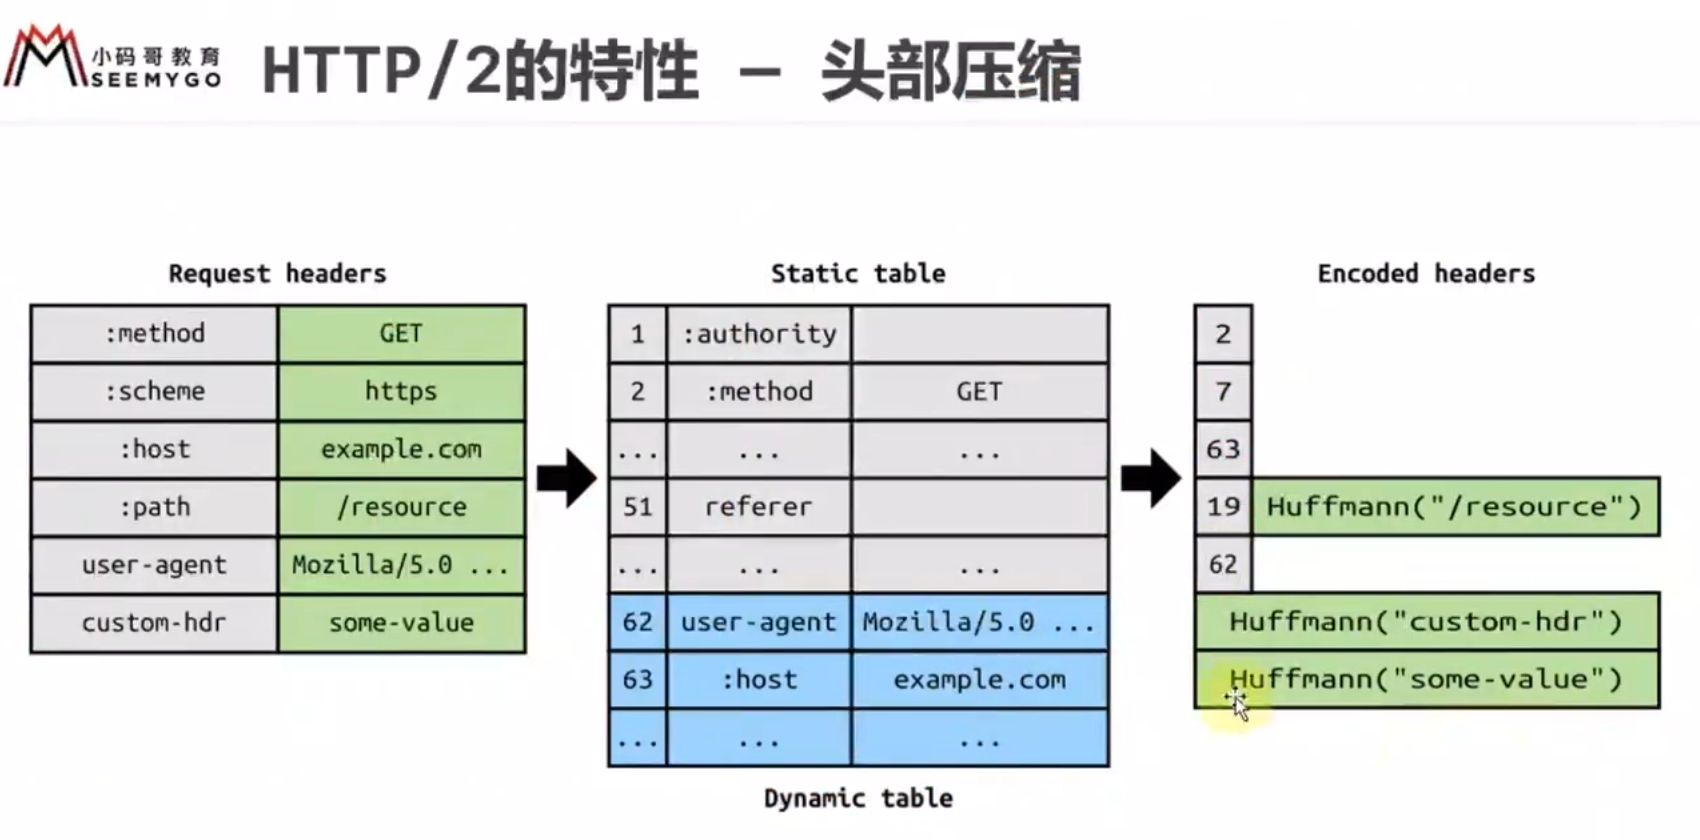 小码哥教育
SEEMYGO
HTTP/2的特性 – 头部压缩
Request headers
:method GET
:scheme https
:host example.com
:path /resource
user-agent Mozilla/5.0 ...
custom-hdr some-value
Static table
1 :authority
2 :method GET
... ... ...
51 referer
... ... ...
62 user-agent Mozilla/5.0 ...
63 :host example.com
... ... ...
Dynamic table
Encoded headers
2
7
63
19 Huffmann("/resource")
62
Huffmann("custom-hdr")
Huffmann("some-value")